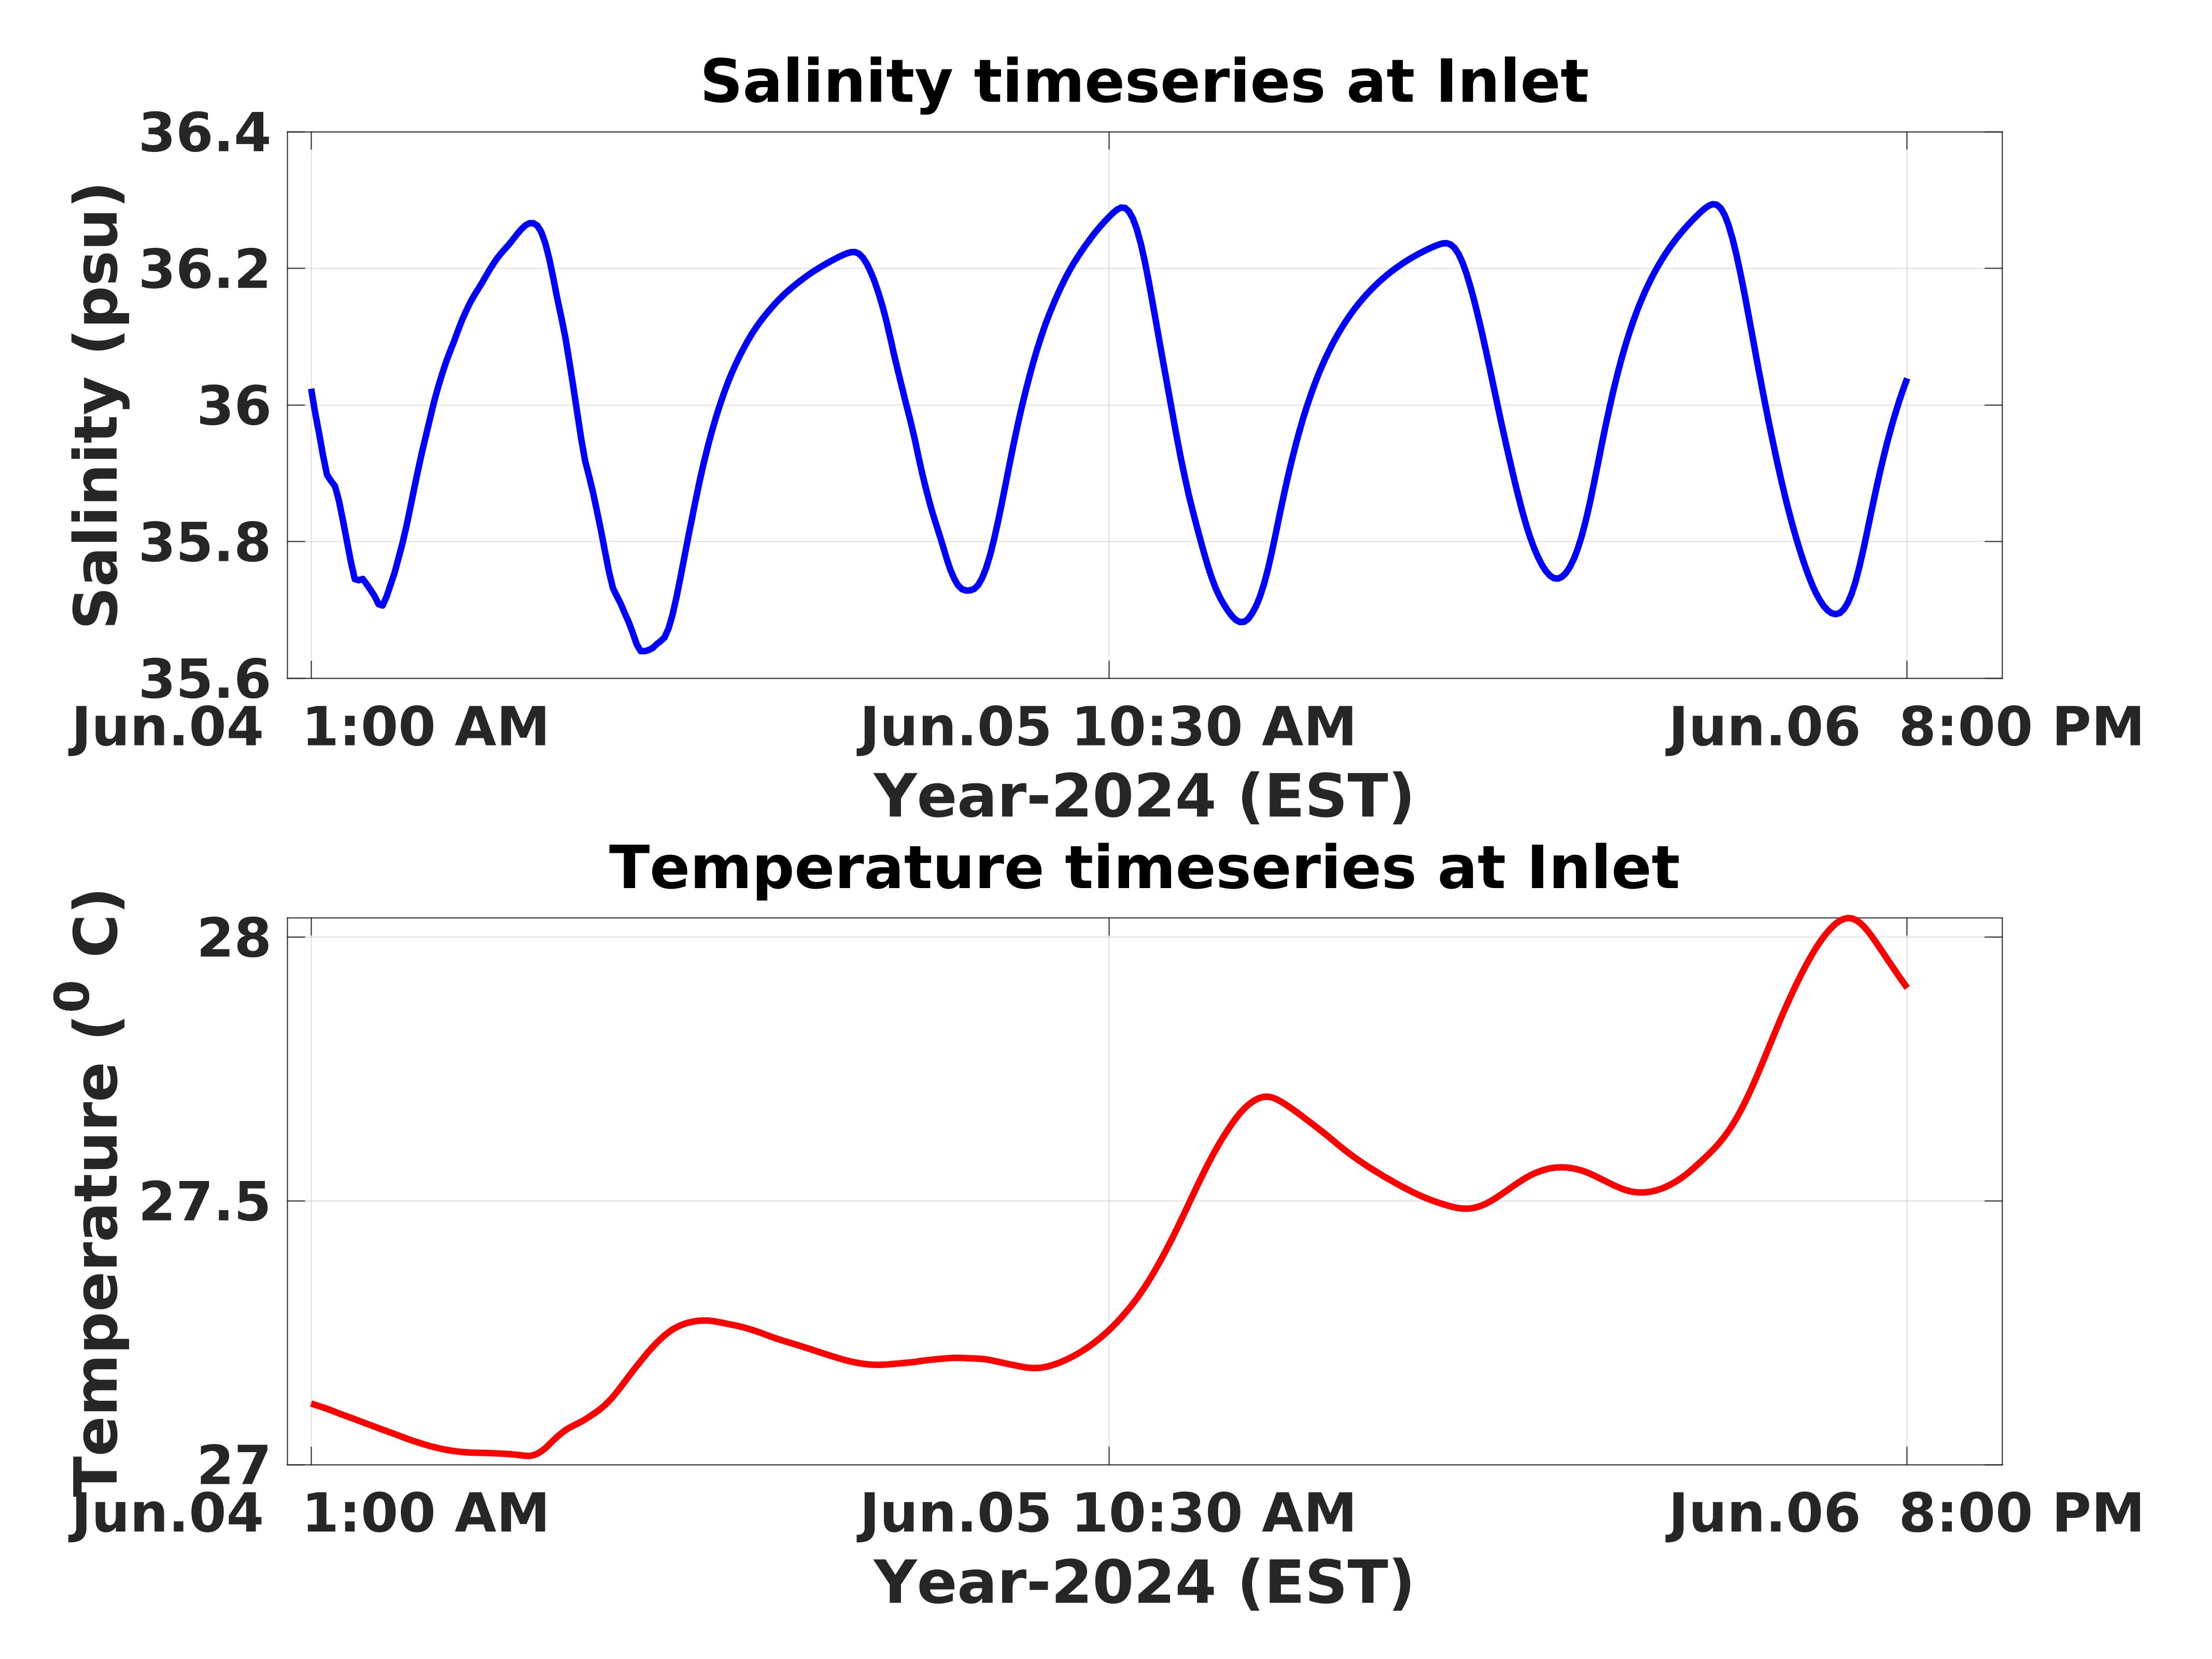 Salinity timeseries at Inlet
Salinity (psu)
36.4
36.2
36
35.8
35.6
Jun.04 1:00 AM
Jun.05 10:30 AM
Jun.06 8:00 PM
Year-2024 (EST)
Temperature timeseries at Inlet
Temperature (⁰ C)
28
27.5
27
Jun.04 1:00 AM
Jun.05 10:30 AM
Jun.06 8:00 PM
Year-2024 (EST)